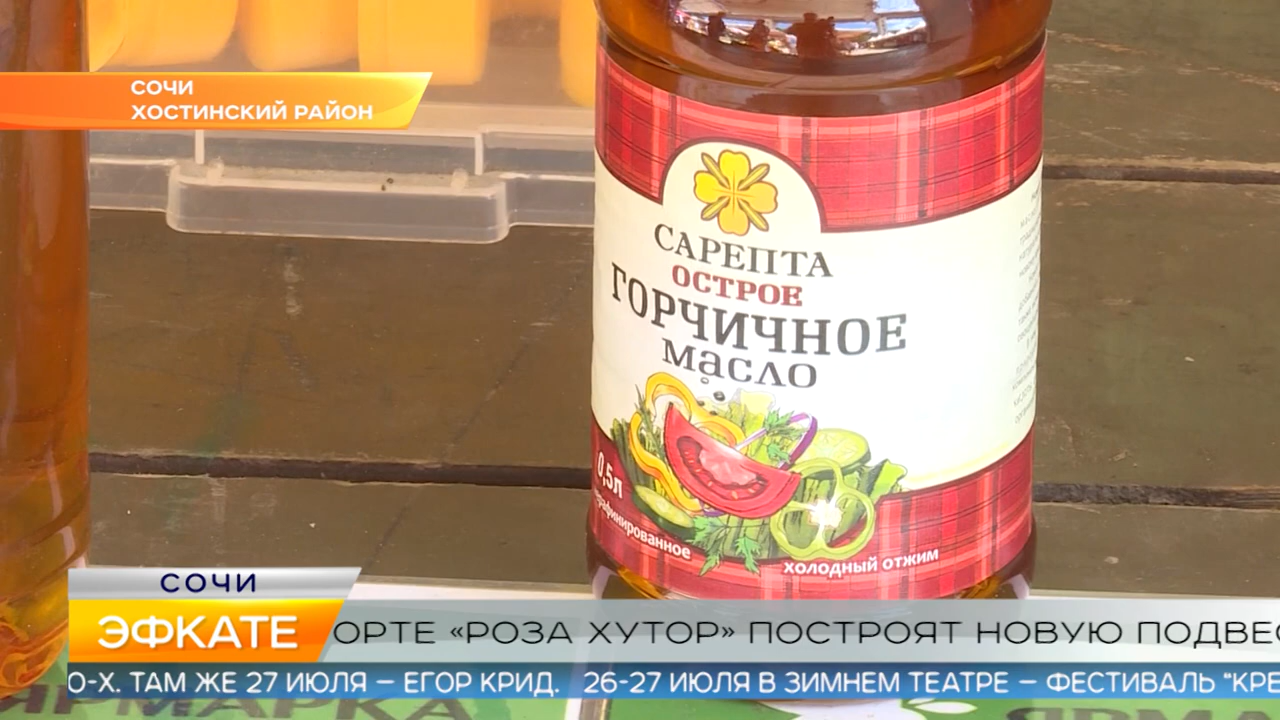 СОЧИ
ХОСТИНСКИЙ РАЙОН
САРЕПТА
ОСТРОЕ
ГОРЧИЧНОЕ
масло
0,5л
холодный отжим
СОЧИ
ЭФКАТЕ
ОРТЕ «РОЗА ХУТОР» ПОСТРОЯТ НОВУЮ ПОДВЕС
О-Х. ТАМ ЖЕ 27 ИЮЛЯ – ЕГОР КРИД. 26-27 ИЮЛЯ В ЗИМНЕМ ТЕАТРЕ – ФЕСТИВАЛЬ "КРЕ
ЯРМАРКА